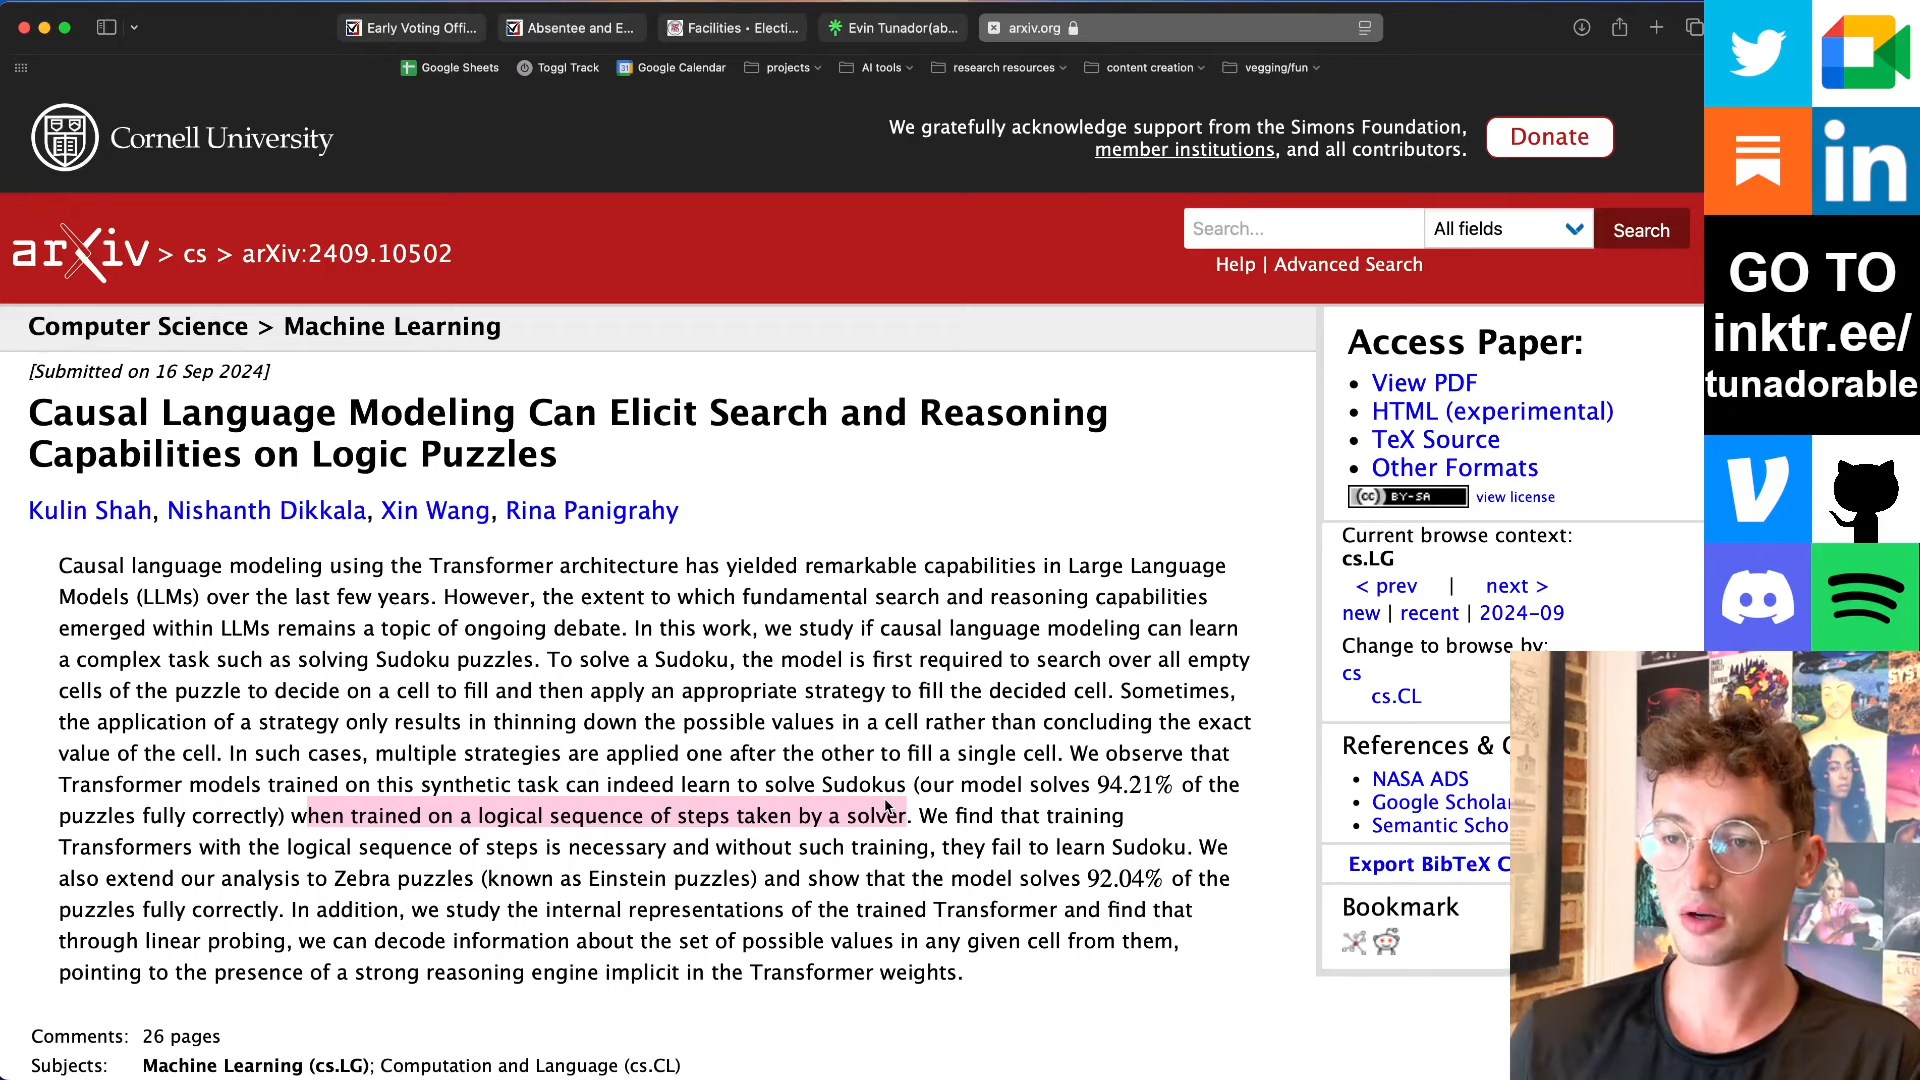 Early Voting Offi...
Absentee and E...
Facilities • Electi...
Evin Tunador(ab...
arxiv.org
Google Sheets
Toggl Track
Google Calendar
projects
AI tools
research resources
content creation
vegging/fun
Cornell University
We gratefully acknowledge support from the Simons Foundation,
member institutions, and all contributors.
Donate
arXiv > cs > arXiv:2409.10502
Search...
All fields
Search
Help | Advanced Search
Computer Science > Machine Learning
[Submitted on 16 Sep 2024]
Causal Language Modeling Can Elicit Search and Reasoning
Capabilities on Logic Puzzles
Kulin Shah, Nishanth Dikkala, Xin Wang, Rina Panigrahy
Causal language modeling using the Transformer architecture has yielded remarkable capabilities in Large Language
Models (LLMs) over the last few years. However, the extent to which fundamental search and reasoning capabilities
emerged within LLMs remains a topic of ongoing debate. In this work, we study if causal language modeling can learn
a complex task such as solving Sudoku puzzles. To solve a Sudoku, the model is first required to search over all empty
cells of the puzzle to decide on a cell to fill and then apply an appropriate strategy to fill the decided cell. Sometimes,
the application of a strategy only results in thinning down the possible values in a cell rather than concluding the exact
value of the cell. In such cases, multiple strategies are applied one after the other to fill a single cell. We observe that
Transformer models trained on this synthetic task can indeed learn to solve Sudokus (our model solves 94.21% of the
puzzles fully correctly) when trained on a logical sequence of steps taken by a solver. We find that training
Transformers with the logical sequence of steps is necessary and without such training, they fail to learn Sudoku. We
also extend our analysis to Zebra puzzles (known as Einstein puzzles) and show that the model solves 92.04% of the
puzzles fully correctly. In addition, we study the internal representations of the trained Transformer and find that
through linear probing, we can decode information about the set of possible values in any given cell from them,
pointing to the presence of a strong reasoning engine implicit in the Transformer weights.
Comments: 26 pages
Subjects: Machine Learning (cs.LG); Computation and Language (cs.CL)
Access Paper:
• View PDF
• HTML (experimental)
• TeX Source
• Other Formats
(cc) BY-SA view license
Current browse context:
cs.LG
< prev | next >
new | recent | 2024-09
Change to browse by:
cs
cs.CL
References & C
• NASA ADS
• Google Scholar
• Semantic Scho
Export BibTeX C
Bookmark
in
GO TO
inktr.ee/
tunadorable